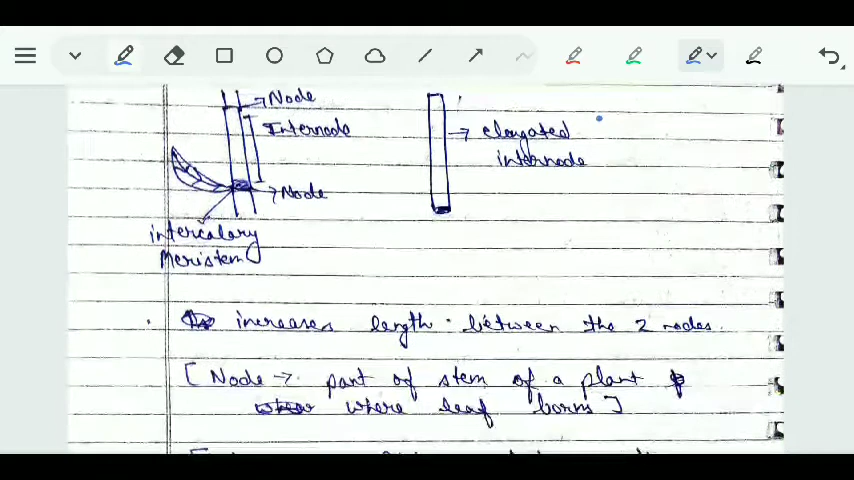 Node
Internode
Node
intercalary
Meristem
elongated
internode
increases length between the 2 nodes.
[Node → part of stem of a plant
where leaf borns]